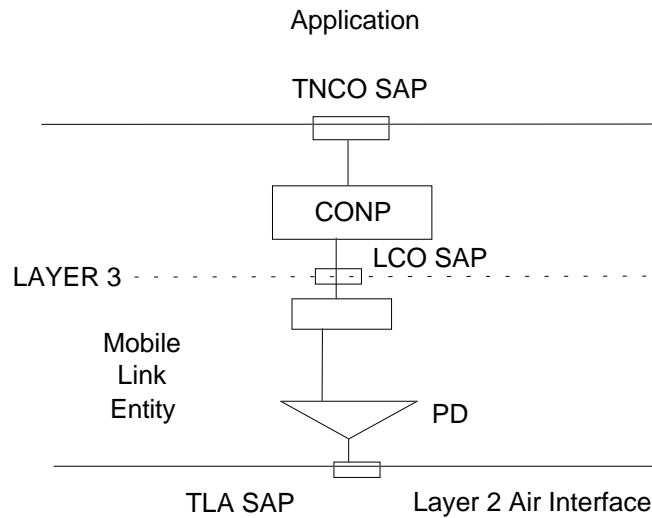 Application
TNCO SAP
CONP
LCO SAP
LAYER 3
Mobile
Link
Entity
PD
TLA SAP
Layer 2 Air Interface